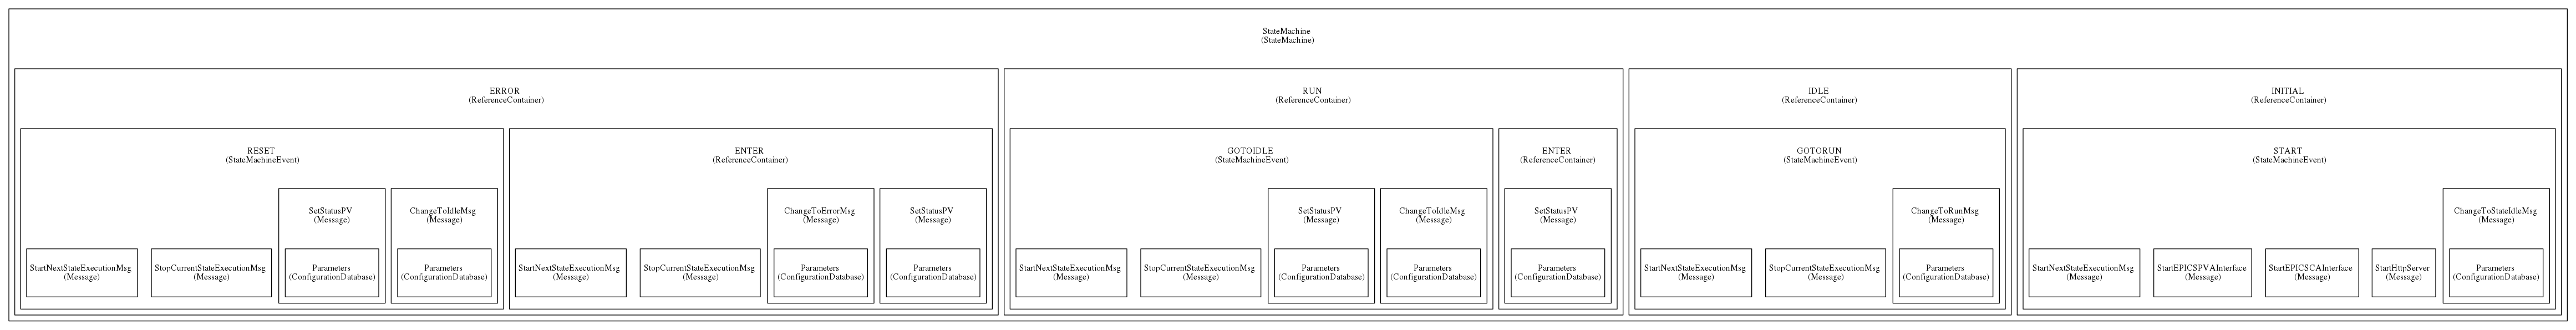 StateMachine
(StateMachine)
ERROR
(ReferenceContainer)
RESET
(StateMachineEvent)
StartNextStateExecutionMsg
(Message)
StopCurrentStateExecutionMsg
(Message)
SetStatusPV
(Message)
Parameters
(ConfigurationDatabase)
ChangeToIdleMsg
(Message)
Parameters
(ConfigurationDatabase)
ENTER
(ReferenceContainer)
StartNextStateExecutionMsg
(Message)
StopCurrentStateExecutionMsg
(Message)
ChangeToErrorMsg
(Message)
Parameters
(ConfigurationDatabase)
SetStatusPV
(Message)
Parameters
(ConfigurationDatabase)
RUN
(ReferenceContainer)
GOTOIDLE
(StateMachineEvent)
StartNextStateExecutionMsg
(Message)
StopCurrentStateExecutionMsg
(Message)
SetStatusPV
(Message)
Parameters
(ConfigurationDatabase)
ChangeToIdleMsg
(Message)
Parameters
(ConfigurationDatabase)
ENTER
(ReferenceContainer)
SetStatusPV
(Message)
Parameters
(ConfigurationDatabase)
IDLE
(ReferenceContainer)
GOTORUN
(StateMachineEvent)
StartNextStateExecutionMsg
(Message)
StopCurrentStateExecutionMsg
(Message)
ChangeToRunMsg
(Message)
Parameters
(ConfigurationDatabase)
INITIAL
(ReferenceContainer)
START
(StateMachineEvent)
StartNextStateExecutionMsg
(Message)
StartEPICSPVAInterface
(Message)
StartEPICSCAInterface
(Message)
StartHttpServer
(Message)
ChangeToStateIdleMsg
(Message)
Parameters
(ConfigurationDatabase)